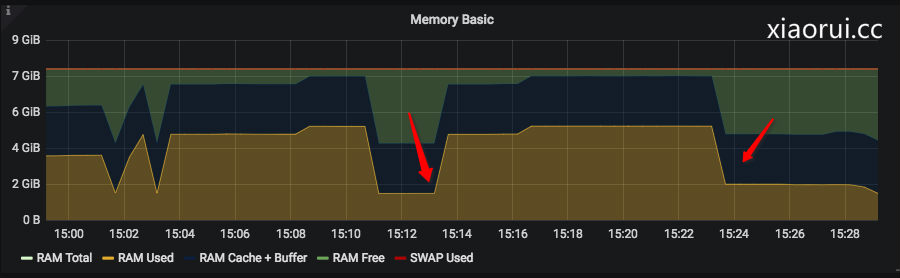 i
Memory Basic
xiaorui.cc
9 GiB
7 GiB
6 GiB
4 GiB
2 GiB
0 B
15:00 15:02 15:04 15:06 15:08 15:10 15:12 15:14 15:16 15:18 15:20 15:22 15:24 15:26 15:28
RAM Total RAM Used RAM Cache + Buffer RAM Free SWAP Used